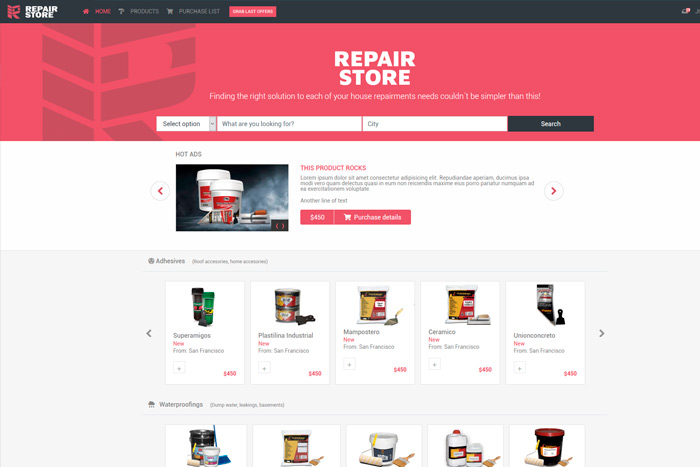 REPAIR
STORE
HOME
PRODUCTS
PURCHASE LIST
GRAB LAST OFFERS
REPAIR
STORE
Finding the right solution to each of your house repairments needs couldn´t be simpler than this!
Select option
What are you looking for?
City
Search
HOT ADS
THIS PRODUCT ROCKS
Lorem ipsum dolor sit amet consectetur adipisicing elit. Repudiandae aperiam, ducimus ipsa
modi vero quam delectus quasi in eum non reiciendis maxime eius porro pariatur numquam ad
ea exercitationem voluptate.
Another line of text
$450
Purchase details
Adhesives
(Roof accesories, home accesories)
Superamigos
New
From: San Francisco
+
$450
Plastilina Industrial
New
From: San Francisco
+
$450
Mampostero
New
From: San Francisco
+
$450
Ceramico
New
From: San Francisco
+
$450
Unionconcreto
New
From: San Francisco
+
$450
Waterproofings
(Dump water, leakings, basements)